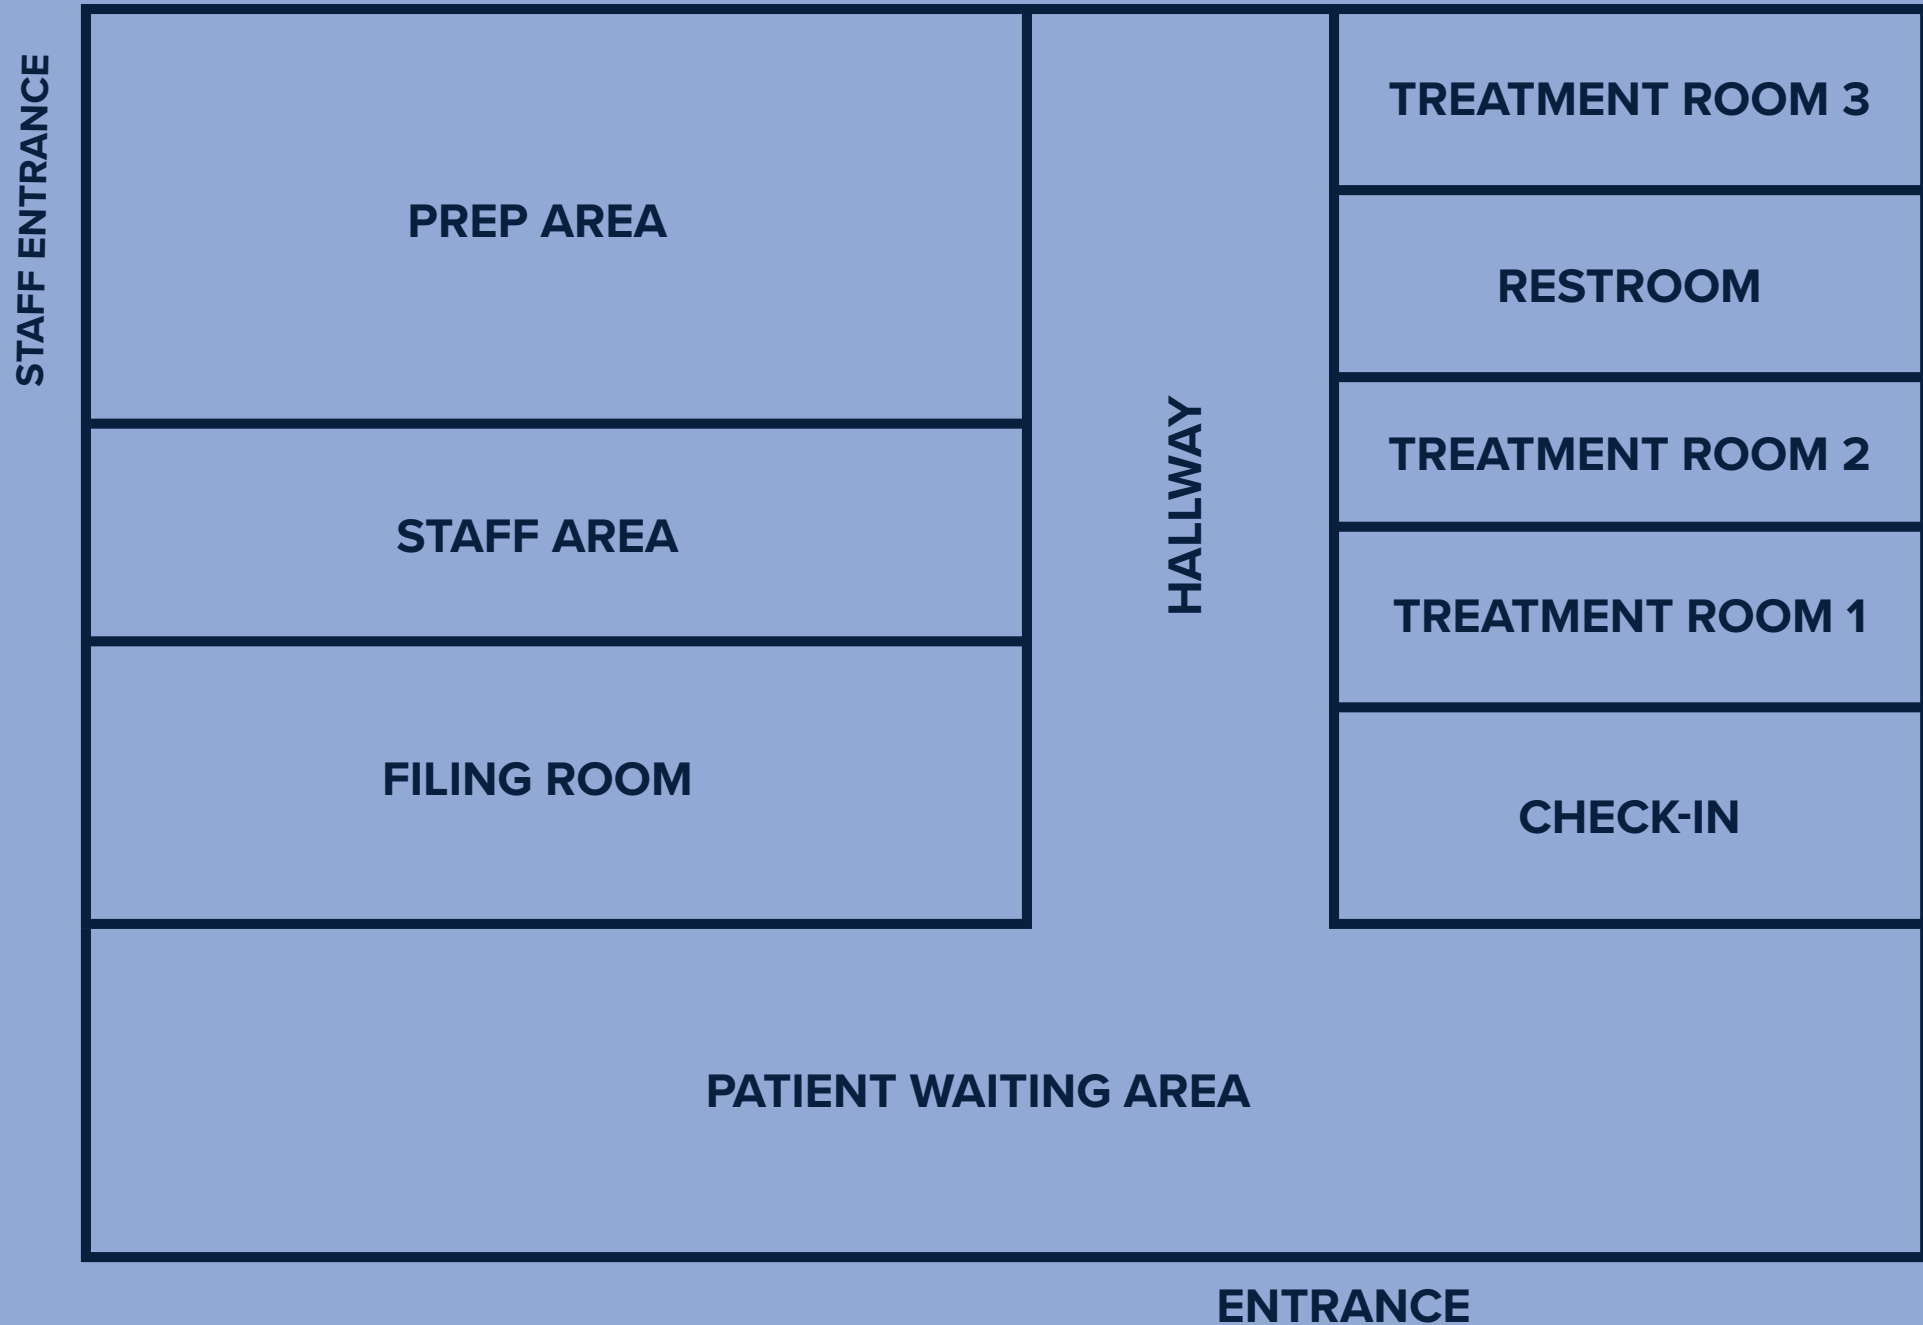 STAFF ENTRANCE
PREP AREA
STAFF AREA
FILING ROOM
HALLWAY
TREATMENT ROOM 3
RESTROOM
TREATMENT ROOM 2
TREATMENT ROOM 1
CHECK-IN
PATIENT WAITING AREA
ENTRANCE